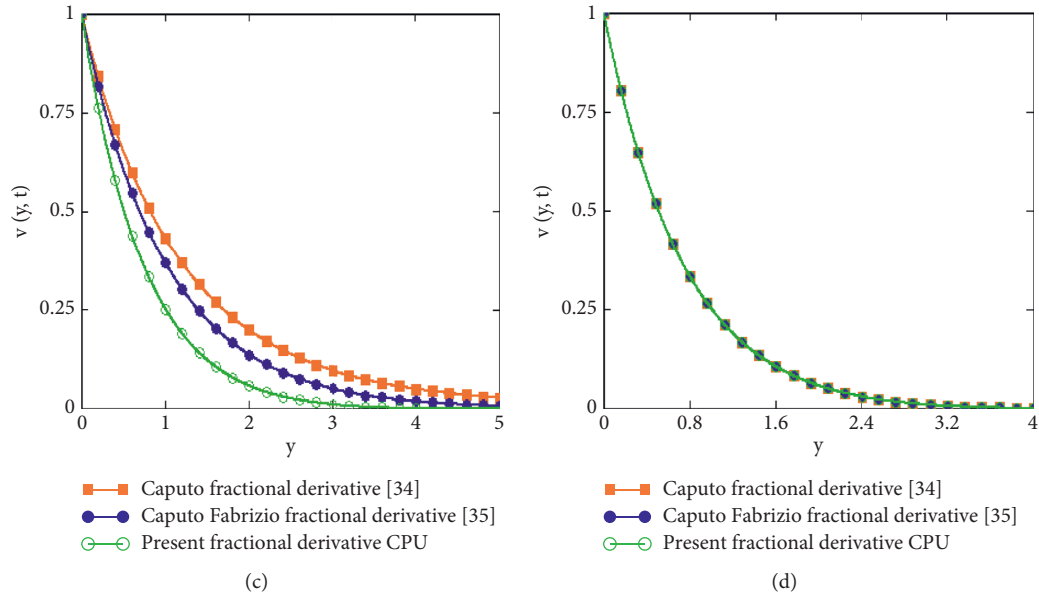 1
0.75
0.5
0.25
0
v (y, t)
0
1
2
3
4
5
y
Caputo fractional derivative [34]
Caputo Fabrizio fractional derivative [35]
Present fractional derivative CPU
(c)
1
0.75
0.5
0.25
0
v (y, t)
0
0.8
1.6
2.4
3.2
4
y
Caputo fractional derivative [34]
Caputo Fabrizio fractional derivative [35]
Present fractional derivative CPU
(d)